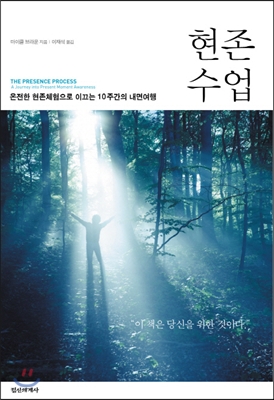 마이클 브라운 지음 · 이재석 옮김
THE PRESENCE PROCESS
A Journey into Present Moment Awareness
온전한 현존체험으로 이끄는 10주간의 내면여행
현존
수업
"이 책은 당신을 위한 것이다."
정신세계사